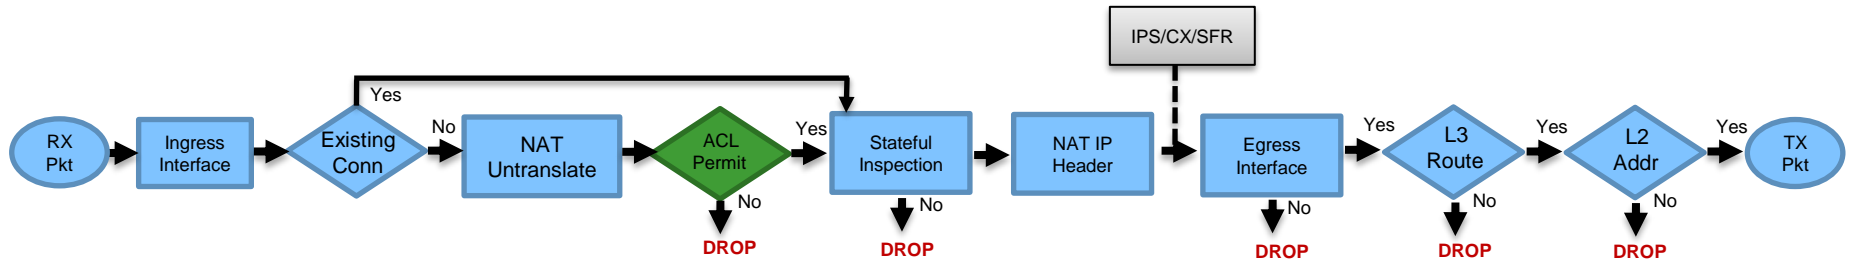 IPS/CX/SFR
RX
Pkt
Ingress
Interface
Existing
Conn
Yes
No
NAT
Untranslate
ACL
Permit
Yes
No
DROP
Stateful
Inspection
No
DROP
NAT IP
Header
Egress
Interface
Yes
No
DROP
L3
Route
Yes
No
DROP
L2
Addr
Yes
No
DROP
TX
Pkt